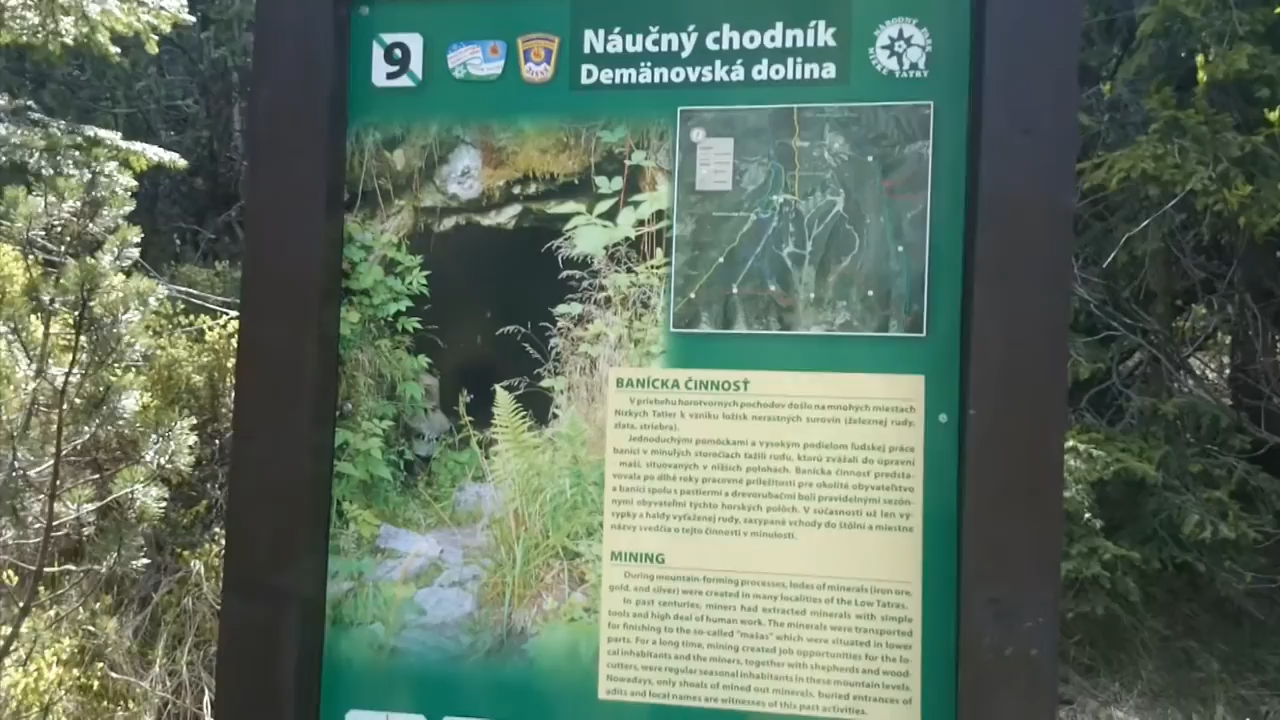 9
Náučný chodník
Demänovská dolina
NÁRODNÝ PARK
NÍZKE TATRY
BANÍCKA ČINNOSŤ
V priebehu horotvorných pochodov došlo na mnohých miestach
Nízkych Tatier k vzniku ložísk nerastných surovín (železnej rudy,
zlata, striebra).
Jednoduchými pomôckami a vysokým podielom ľudskej práce
baníci v minulých storočiach ťažili rudu, ktorú zvážali do úpravní
maší, situovaných v nižších polohách. Banícka činnosť predsta-
vovala po dlhé roky pracovné príležitosti pre okolité obyvateľstvo
a baníci spolu s pastiermi a drevorubačmi boli pravidelnými sezón-
nymi obyvateľmi týchto horských polôch. V súčasnosti už len vý-
sypky a haldy vyťaženej rudy, zasypané vchody do štôlní a miestne
názvy svedčia o tejto činnosti v minulosti.
MINING
During mountain-forming processes, lodes of minerals (iron ore,
gold, and silver) were created in many localities of the Low Tatras.
In past centuries, miners had extracted minerals with simple
tools and high deal of human work. The minerals were transported
for finishing to the so-called "mašas" which were situated in lower
parts. For a long time, mining created job opportunities for the lo-
cal inhabitants and the miners, together with shepherds and wood-
cutters, were regular seasonal inhabitants in these mountain levels.
Nowadays, only shoals of mined out minerals, buried entrances of
adits and local names are witnesses of this past activities.